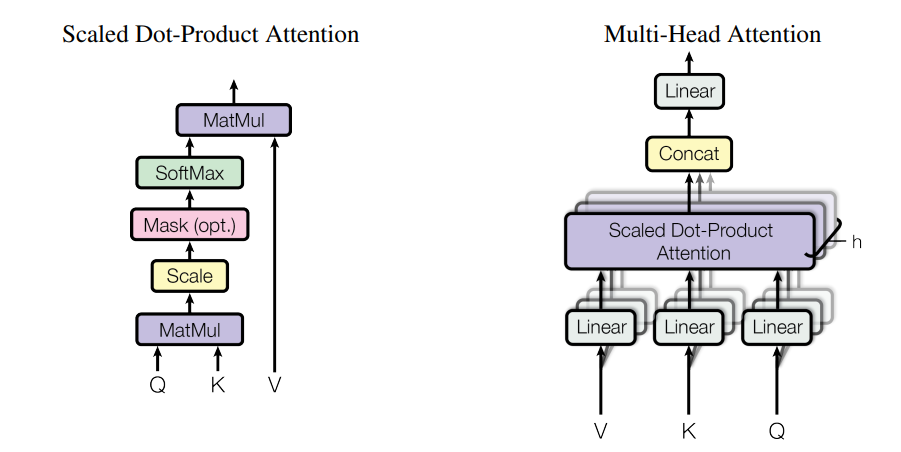 Scaled Dot-Product Attention
MatMul
SoftMax
Mask (opt.)
Scale
MatMul
Q K V
Multi-Head Attention
Linear
Concat
Scaled Dot-Product
Attention
h
Linear Linear Linear
V K Q